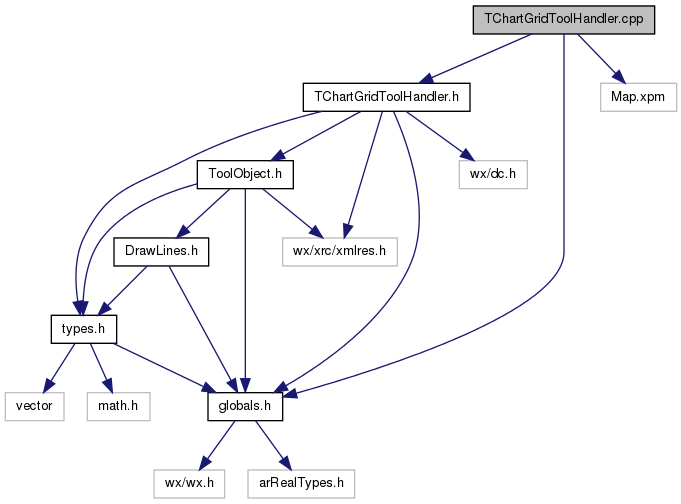 TChartGridToolHandler.cpp
TChartGridToolHandler.h
Map.xpm
ToolObject.h
wx/dc.h
DrawLines.h
wx/xrc/xmlres.h
types.h
vector
math.h
globals.h
wx/wx.h
arRealTypes.h